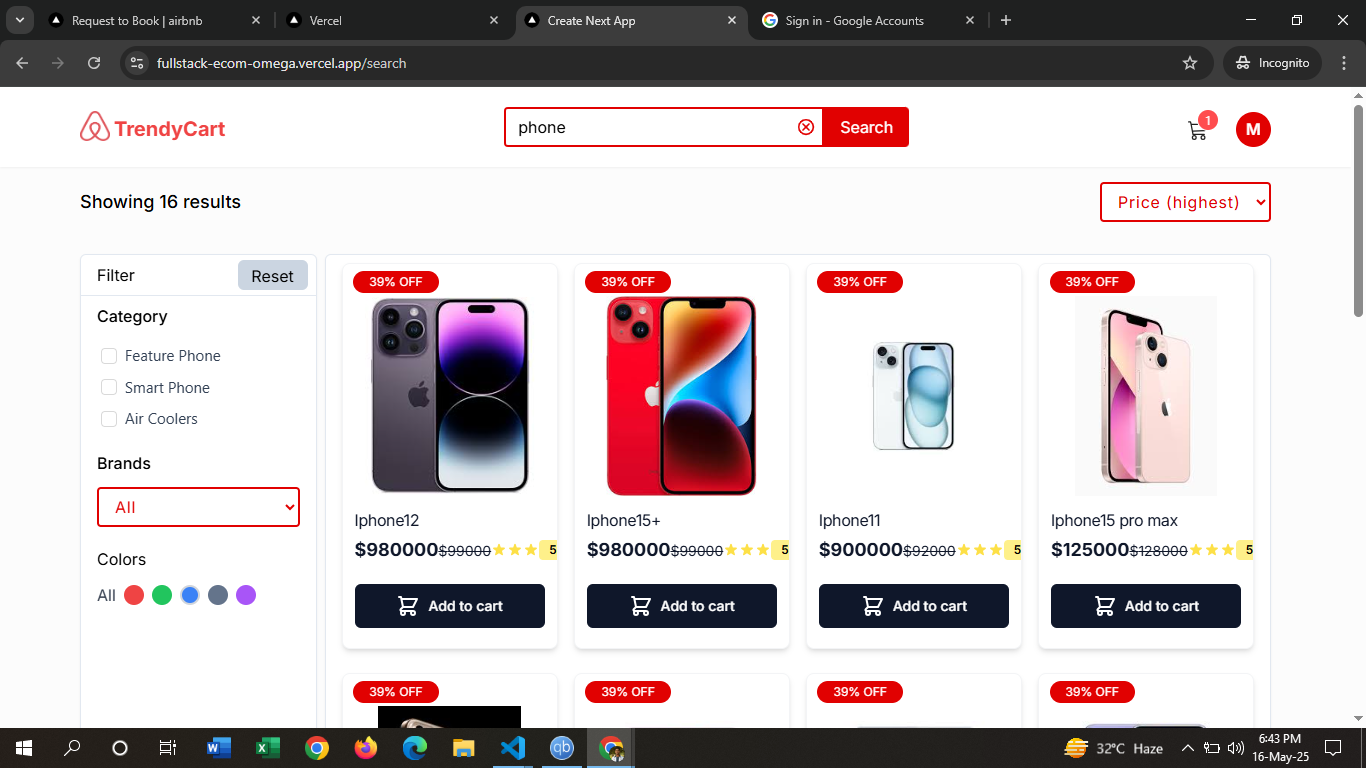 Request to Book | airbnb
Vercel
Create Next App
Sign in - Google Accounts
fullstack-ecom-omega.vercel.app/search
Incognito
TrendyCart
phone
Search
1
M
Showing 16 results
Price (highest)
Filter
Reset
Category
Feature Phone
Smart Phone
Air Coolers
Brands
All
Colors
All
39% OFF
Iphone12
$980000$99000
5
Add to cart
39% OFF
Iphone15+
$980000$99000
5
Add to cart
39% OFF
Iphone11
$900000$92000
5
Add to cart
39% OFF
Iphone15 pro max
$125000$128000
5
Add to cart
39% OFF
39% OFF
39% OFF
39% OFF
qb
32°C Haze
6:43 PM
16-May-25